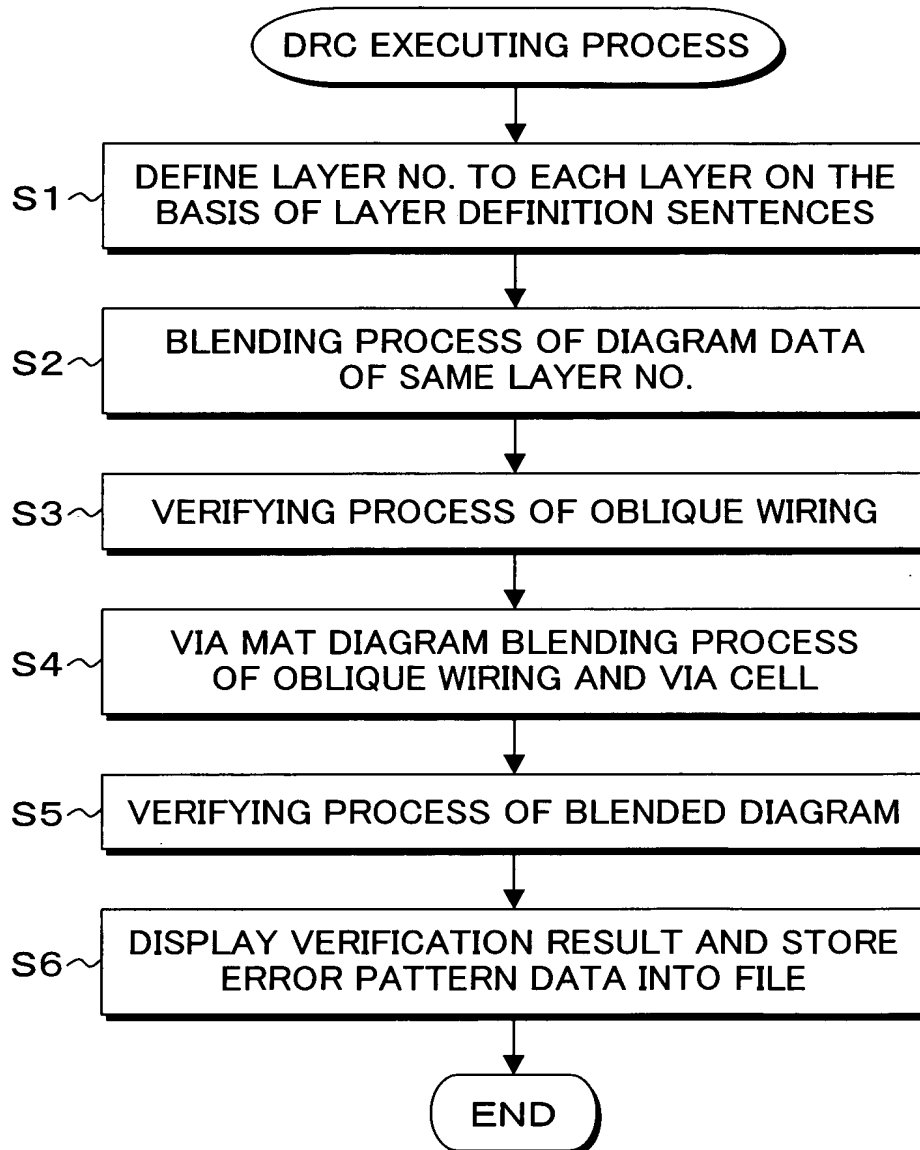 DRC EXECUTING PROCESS
S1
DEFINE LAYER NO. TO EACH LAYER ON THE
BASIS OF LAYER DEFINITION SENTENCES
S2
BLENDING PROCESS OF DIAGRAM DATA
OF SAME LAYER NO.
S3
VERIFYING PROCESS OF OBLIQUE WIRING
S4
VIA MAT DIAGRAM BLENDING PROCESS
OF OBLIQUE WIRING AND VIA CELL
S5
VERIFYING PROCESS OF BLENDED DIAGRAM
S6
DISPLAY VERIFICATION RESULT AND STORE
ERROR PATTERN DATA INTO FILE
END